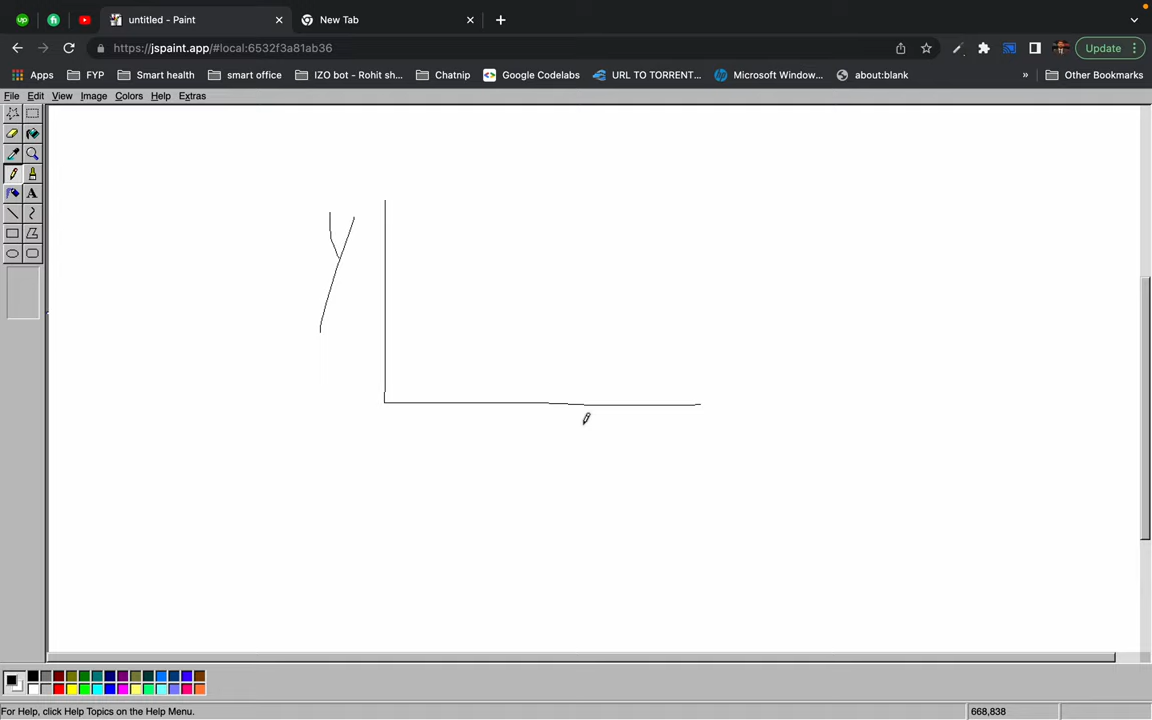 up fi untitled - Paint New Tab
https://jspaint.app/#local:6532f3a81ab36 Update
Apps FYP Smart health smart office IZO bot - Rohit sh... Chatnip Google Codelabs URL TO TORRENT... Microsoft Window... about:blank » Other Bookmarks
File Edit View Image Colors Help Extras
A
Y
For Help, click Help Topics on the Help Menu. 668,838